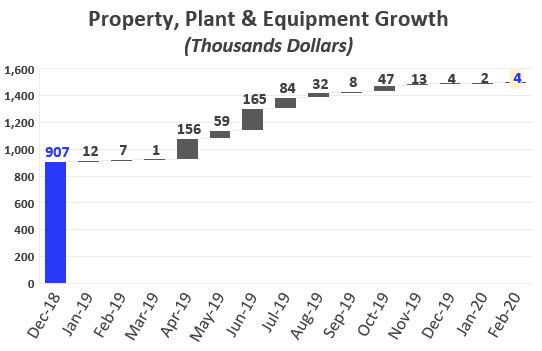 Property, Plant & Equipment Growth
(Thousands Dollars)
1,600
1,400
1,200
1,000
800
600
400
200
0
907 12 7 1 156 59 165 84 32 8 47 13 4 2 4
Dec-18 Jan-19 Feb-19 Mar-19 Apr-19 May-19 Jun-19 Jul-19 Aug-19 Sep-19 Oct-19 Nov-19 Dec-19 Jan-20 Feb-20